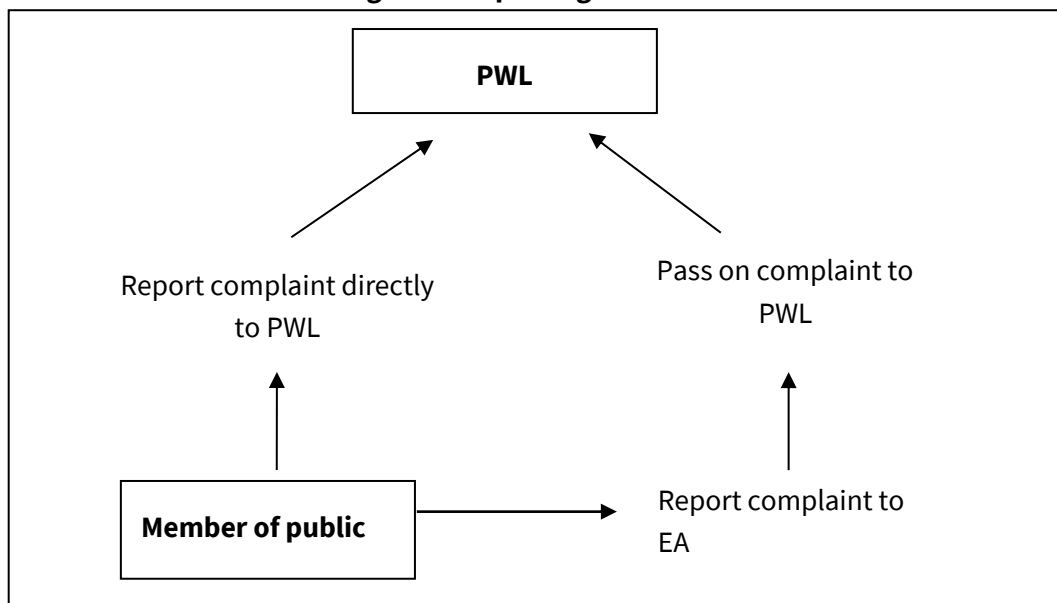 PWL
Report complaint directly
to PWL
Pass on complaint to
PWL
Member of public
Report complaint to
EA